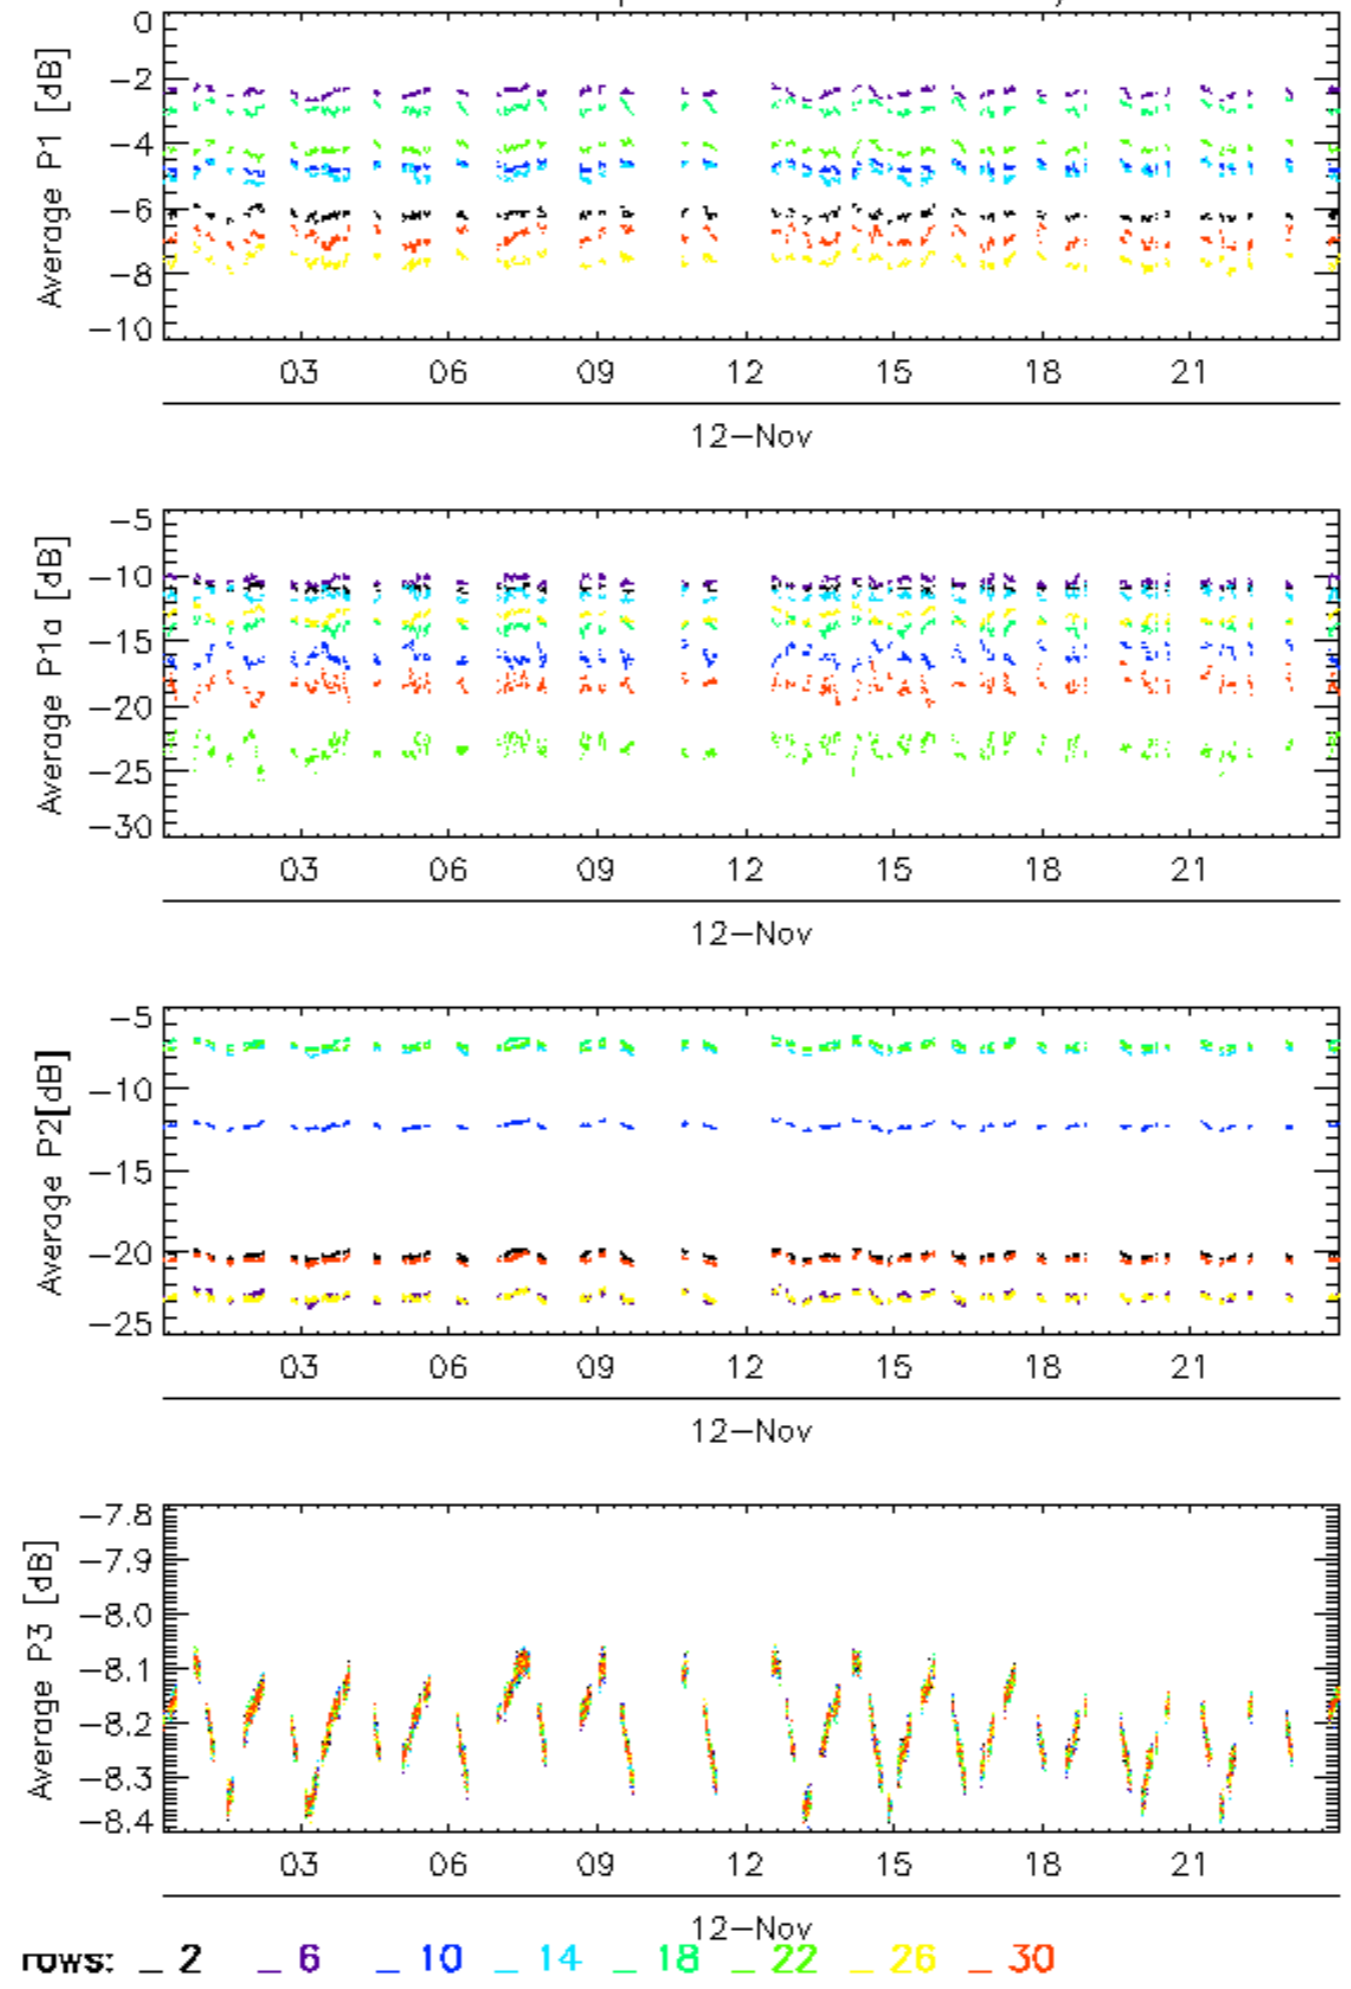 0
−2
−4
−6
−8
−10
Average P1 [dB]
03 06 09 12 15 18 21
12−Nov
−5
−10
−15
−20
−25
−30
Average P1a [dB]
03 06 09 12 15 18 21
12−Nov
−5
−10
−15
−20
−25
Average P2[dB]
03 06 09 12 15 18 21
12−Nov
−7.8
−7.9
−8.0
−8.1
−8.2
−8.3
−8.4
Average P3 [dB]
03 06 09 12 15 18 21
12−Nov
rows: _ 2 _ 6 _ 10 _ 14 _ 18 _ 22 _ 26 _ 30